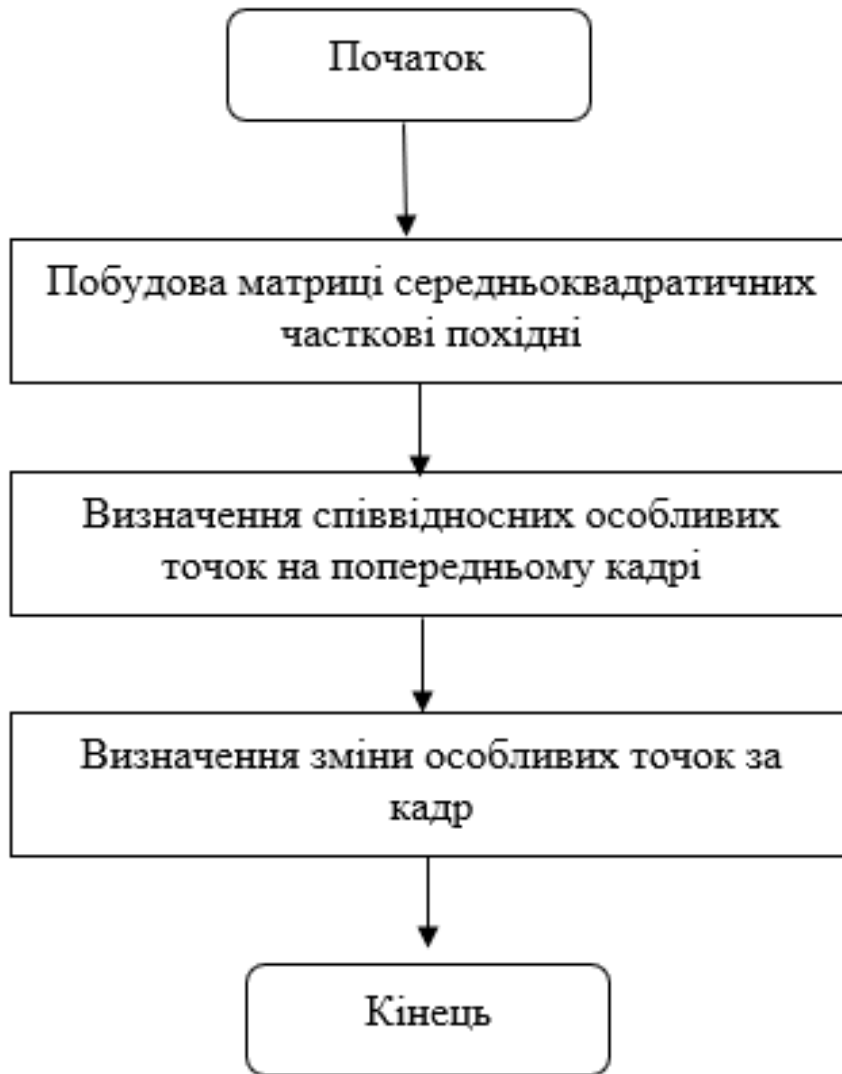 Початок
Побудова матриці середньоквадратичних
часткові похідні
Визначення співвідносних особливих
точок на попередньому кадрі
Визначення зміни особливих точок за
кадр
Кінець